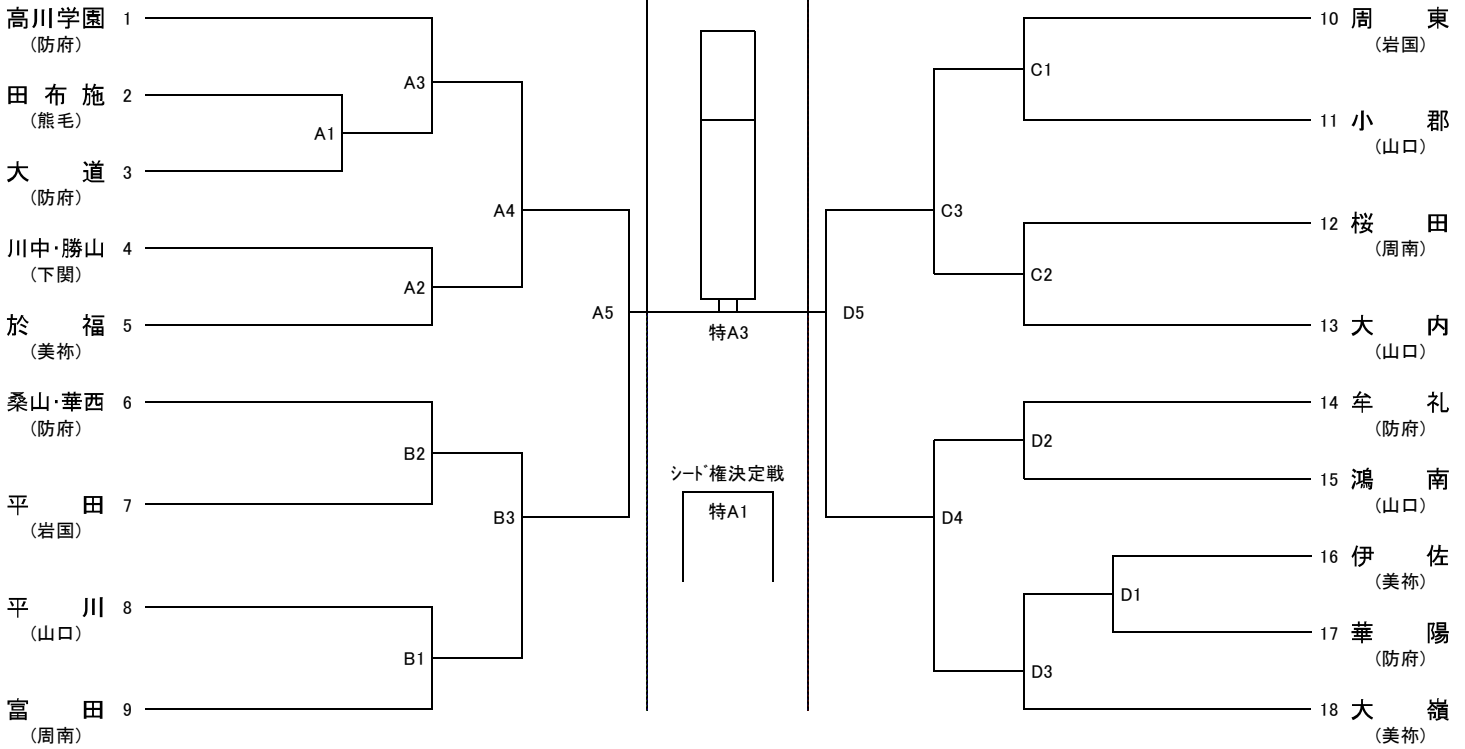 高川学園 1
(防府)
田布施 2
(熊毛)
大道 3
(防府)
川中・勝山 4
(下関)
於福 5
(美祢)
桑山・華西 6
(防府)
平田 7
(岩国)
平川 8
(山口)
富田 9
(周南)
A3
A1
A4
A2
A5
B2
B3
B1
特A3
シード権決定戦
特A1
D5
C1
C3
C2
D2
D4
D1
D3
10 周東
(岩国)
11 小郡
(山口)
12 桜田
(周南)
13 大内
(山口)
14 牟礼
(防府)
15 鴻南
(山口)
16 伊佐
(美祢)
17 華陽
(防府)
18 大嶺
(美祢)